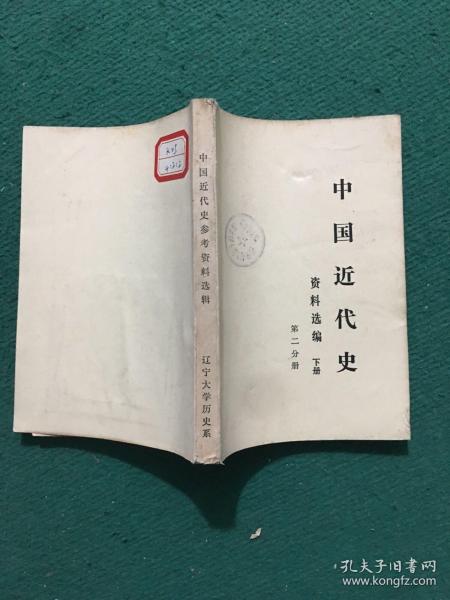 中国近代史
资料选编 下册
第二分册
中国近代史参考资料选辑
辽宁大学历史系
K25
孔夫子旧书网
www.kongfz.com